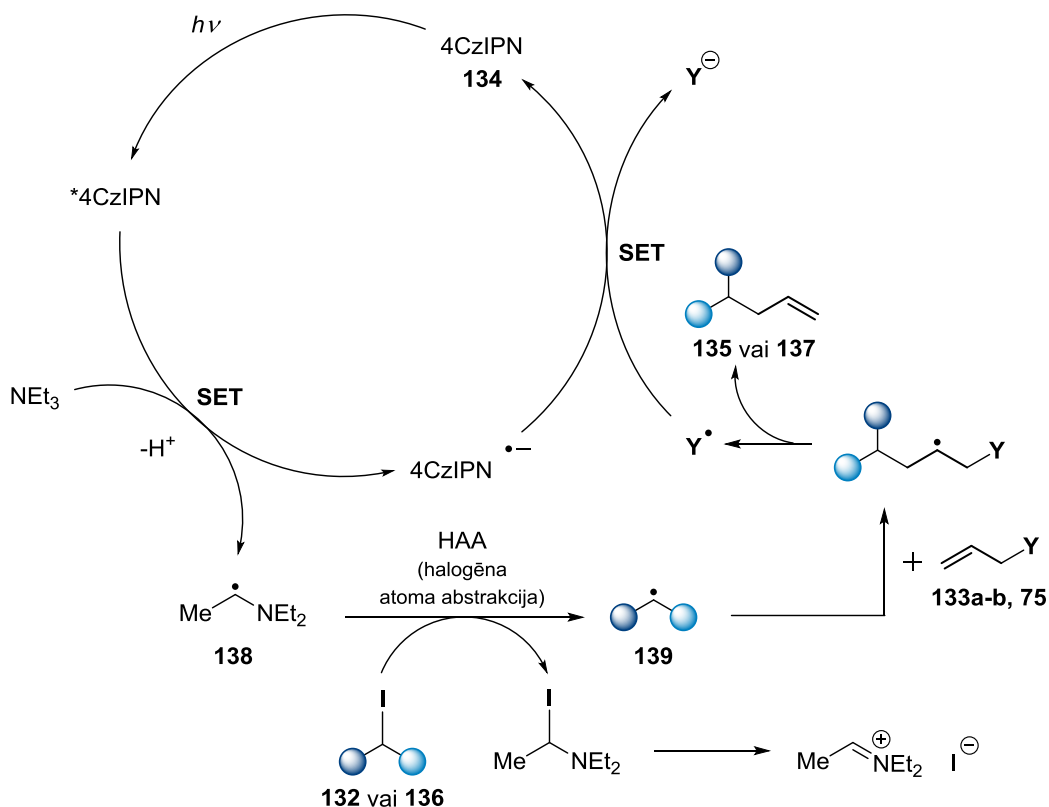 hν
4CzIPN
134
Y⊖
*4CzIPN
SET
135 vai 137
NEt3
SET
-H+
4CzIPN •−
Y•
Y
HAA
(halogēna
atoma abstrakcija)
+
Y
133a-b, 75
Me
NEt2
138
139
I
I
Me
NEt2
Me
⊕
NEt2
I⊖
132 vai 136